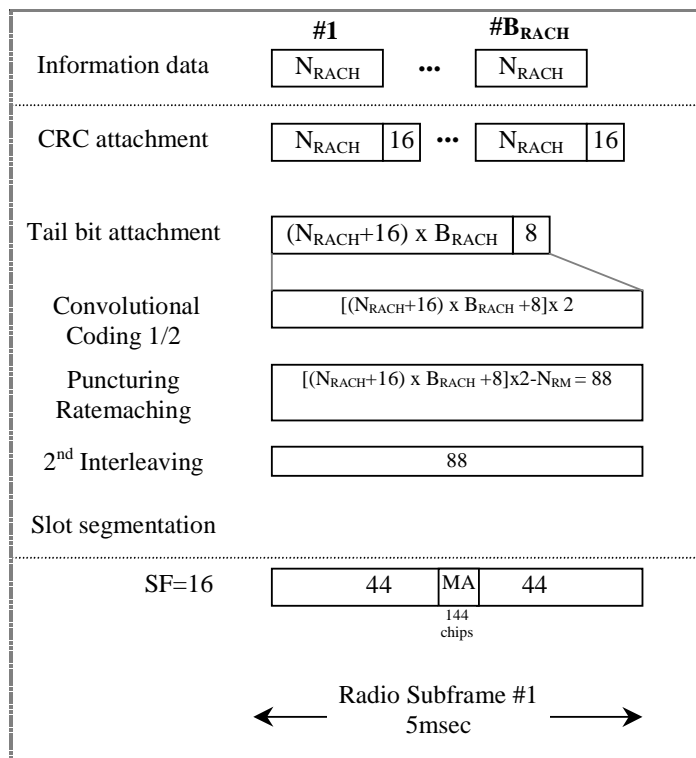 #1 #B_RACH
Information data N_RACH ••• N_RACH
CRC attachment N_RACH 16 ••• N_RACH 16
Tail bit attachment (N_RACH+16) x B_RACH 8
Convolutional
Coding 1/2
[(N_RACH+16) x B_RACH +8]x 2
Puncturing
Ratemaching
[(N_RACH+16) x B_RACH +8]x2-N_RM = 88
2nd Interleaving 88
Slot segmentation
SF=16 44 MA 44
144
chips
Radio Subframe #1
5msec